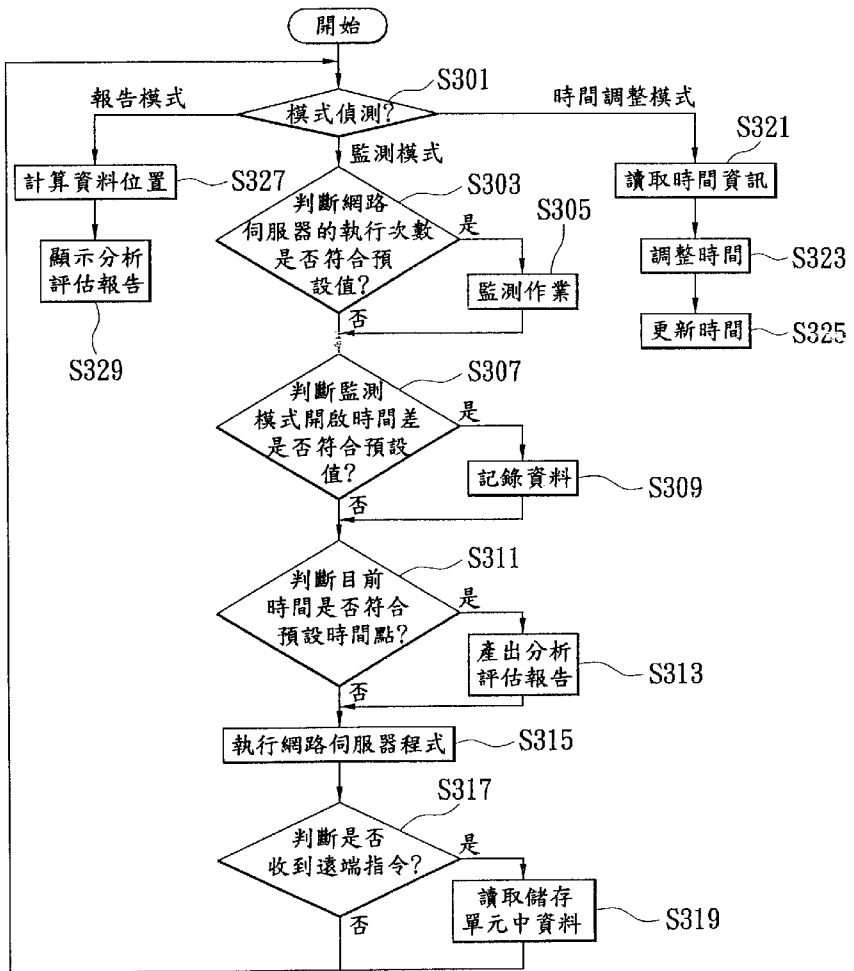 開始
S301
模式偵測?
報告模式
監測模式
時間調整模式
計算資料位置
S327
顯示分析
評估報告
S329
S303
判斷網路
伺服器的執行次數
是否符合預
設值?
是
否
S305
監測作業
S321
讀取時間資訊
調整時間
S323
更新時間
S325
S307
判斷監測
模式開啟時間差
是否符合預設
值?
是
否
記錄資料
S309
S311
判斷目前
時間是否符合
預設時間點?
是
否
產出分析
評估報告
S313
執行網路伺服器程式
S315
S317
判斷是否
收到遠端指令?
是
否
讀取儲存
單元中資料
S319